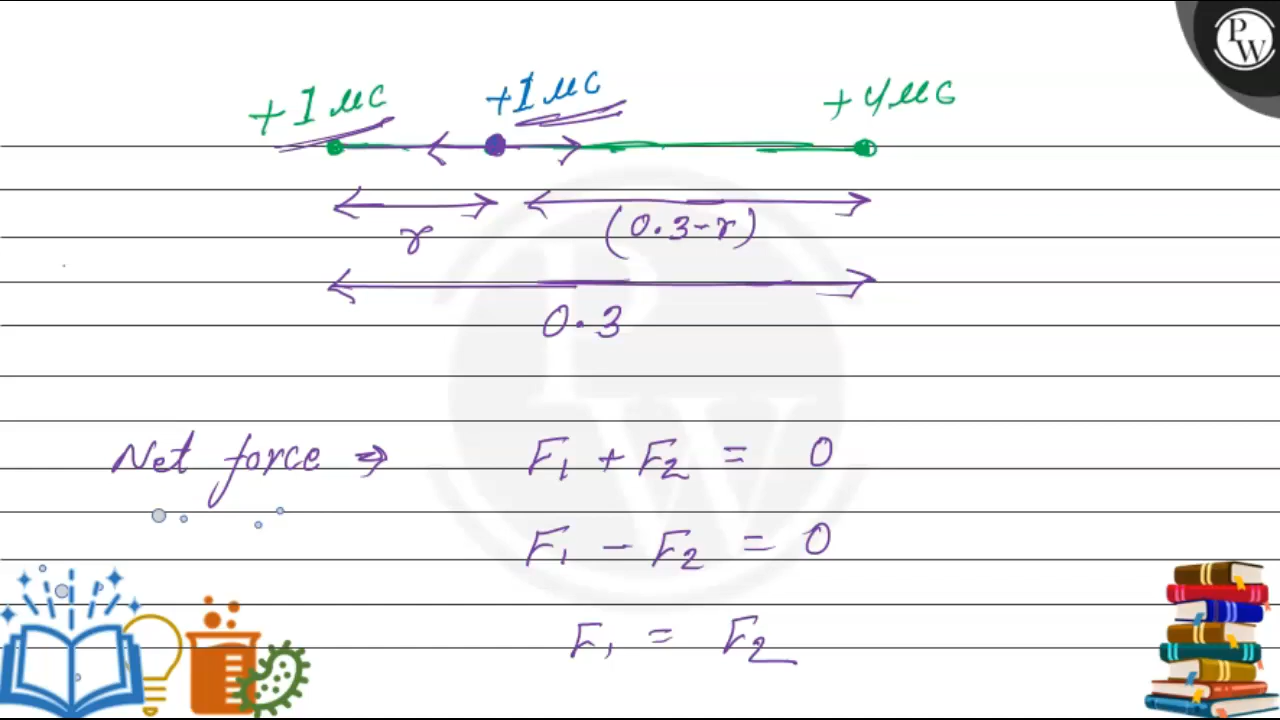 PW
+1 μc +1 μc +4 μc
r (0.3-r)
0.3
Net force ⇒ F₁ + F₂ = 0
F₁ - F₂ = 0
F₁ = F₂